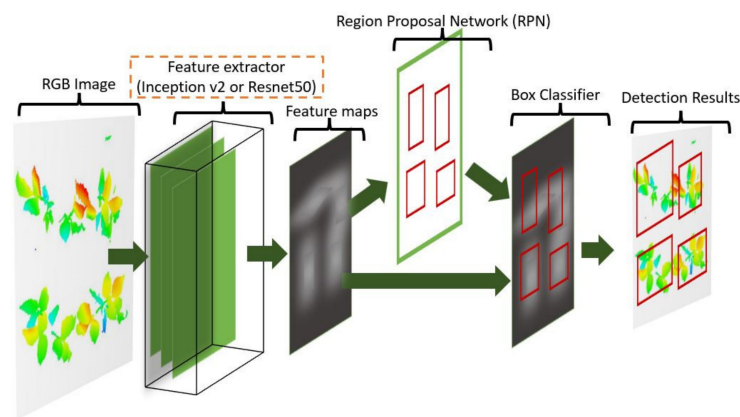 Region Proposal Network (RPN)
RGB Image
Feature extractor
(Inception v2 or Resnet50)
Feature maps
Box Classifier
Detection Results